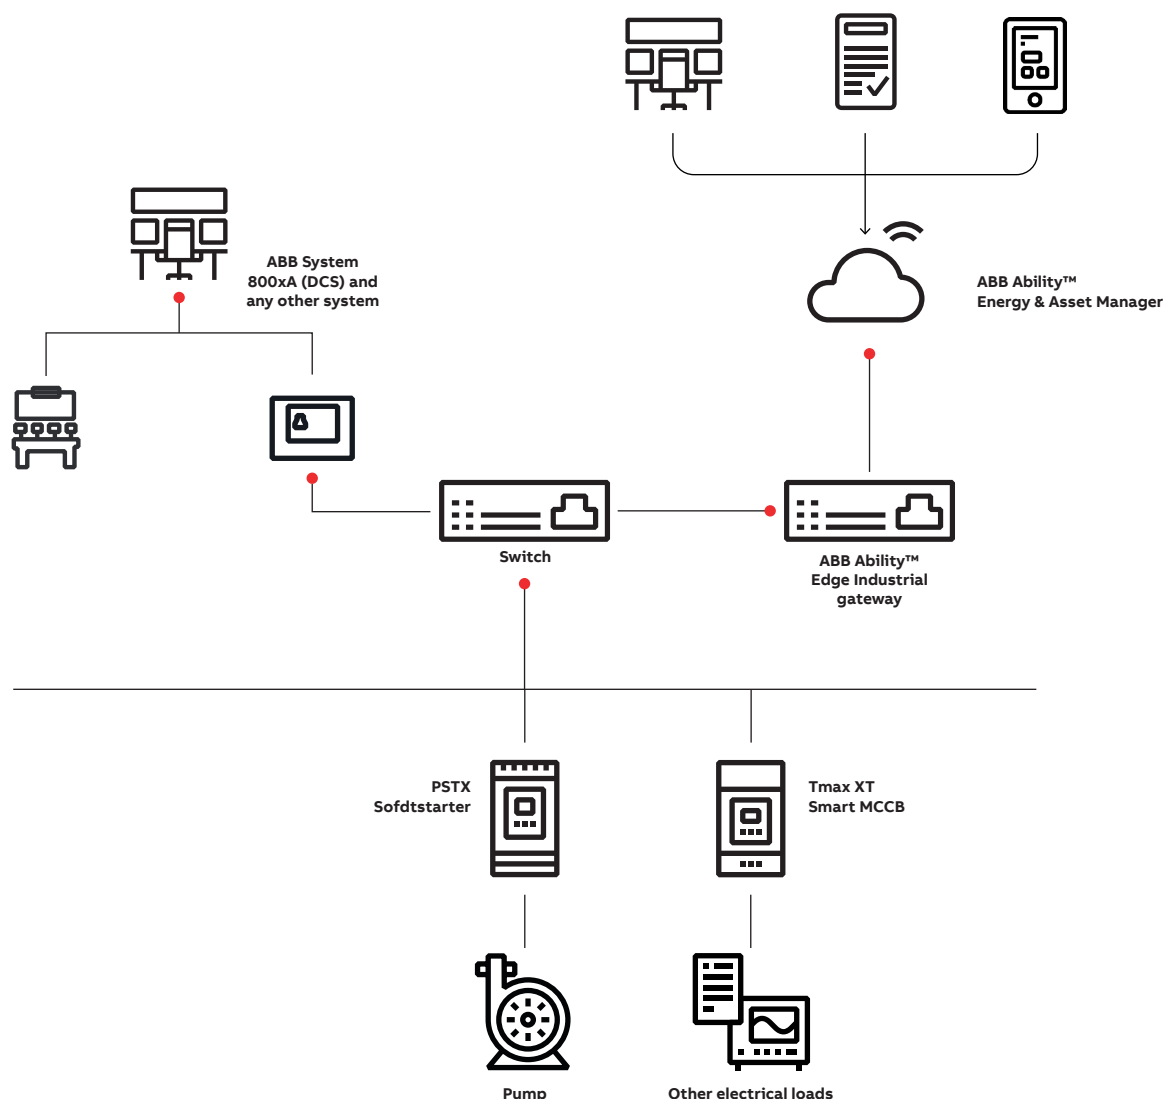 ABB System
800xA (DCS) and
any other system
ABB Ability™
Energy & Asset Manager
Switch
ABB Ability™
Edge Industrial
gateway
PSTX
Sofdtstarter
Tmax XT
Smart MCCB
Pump
Other electrical loads